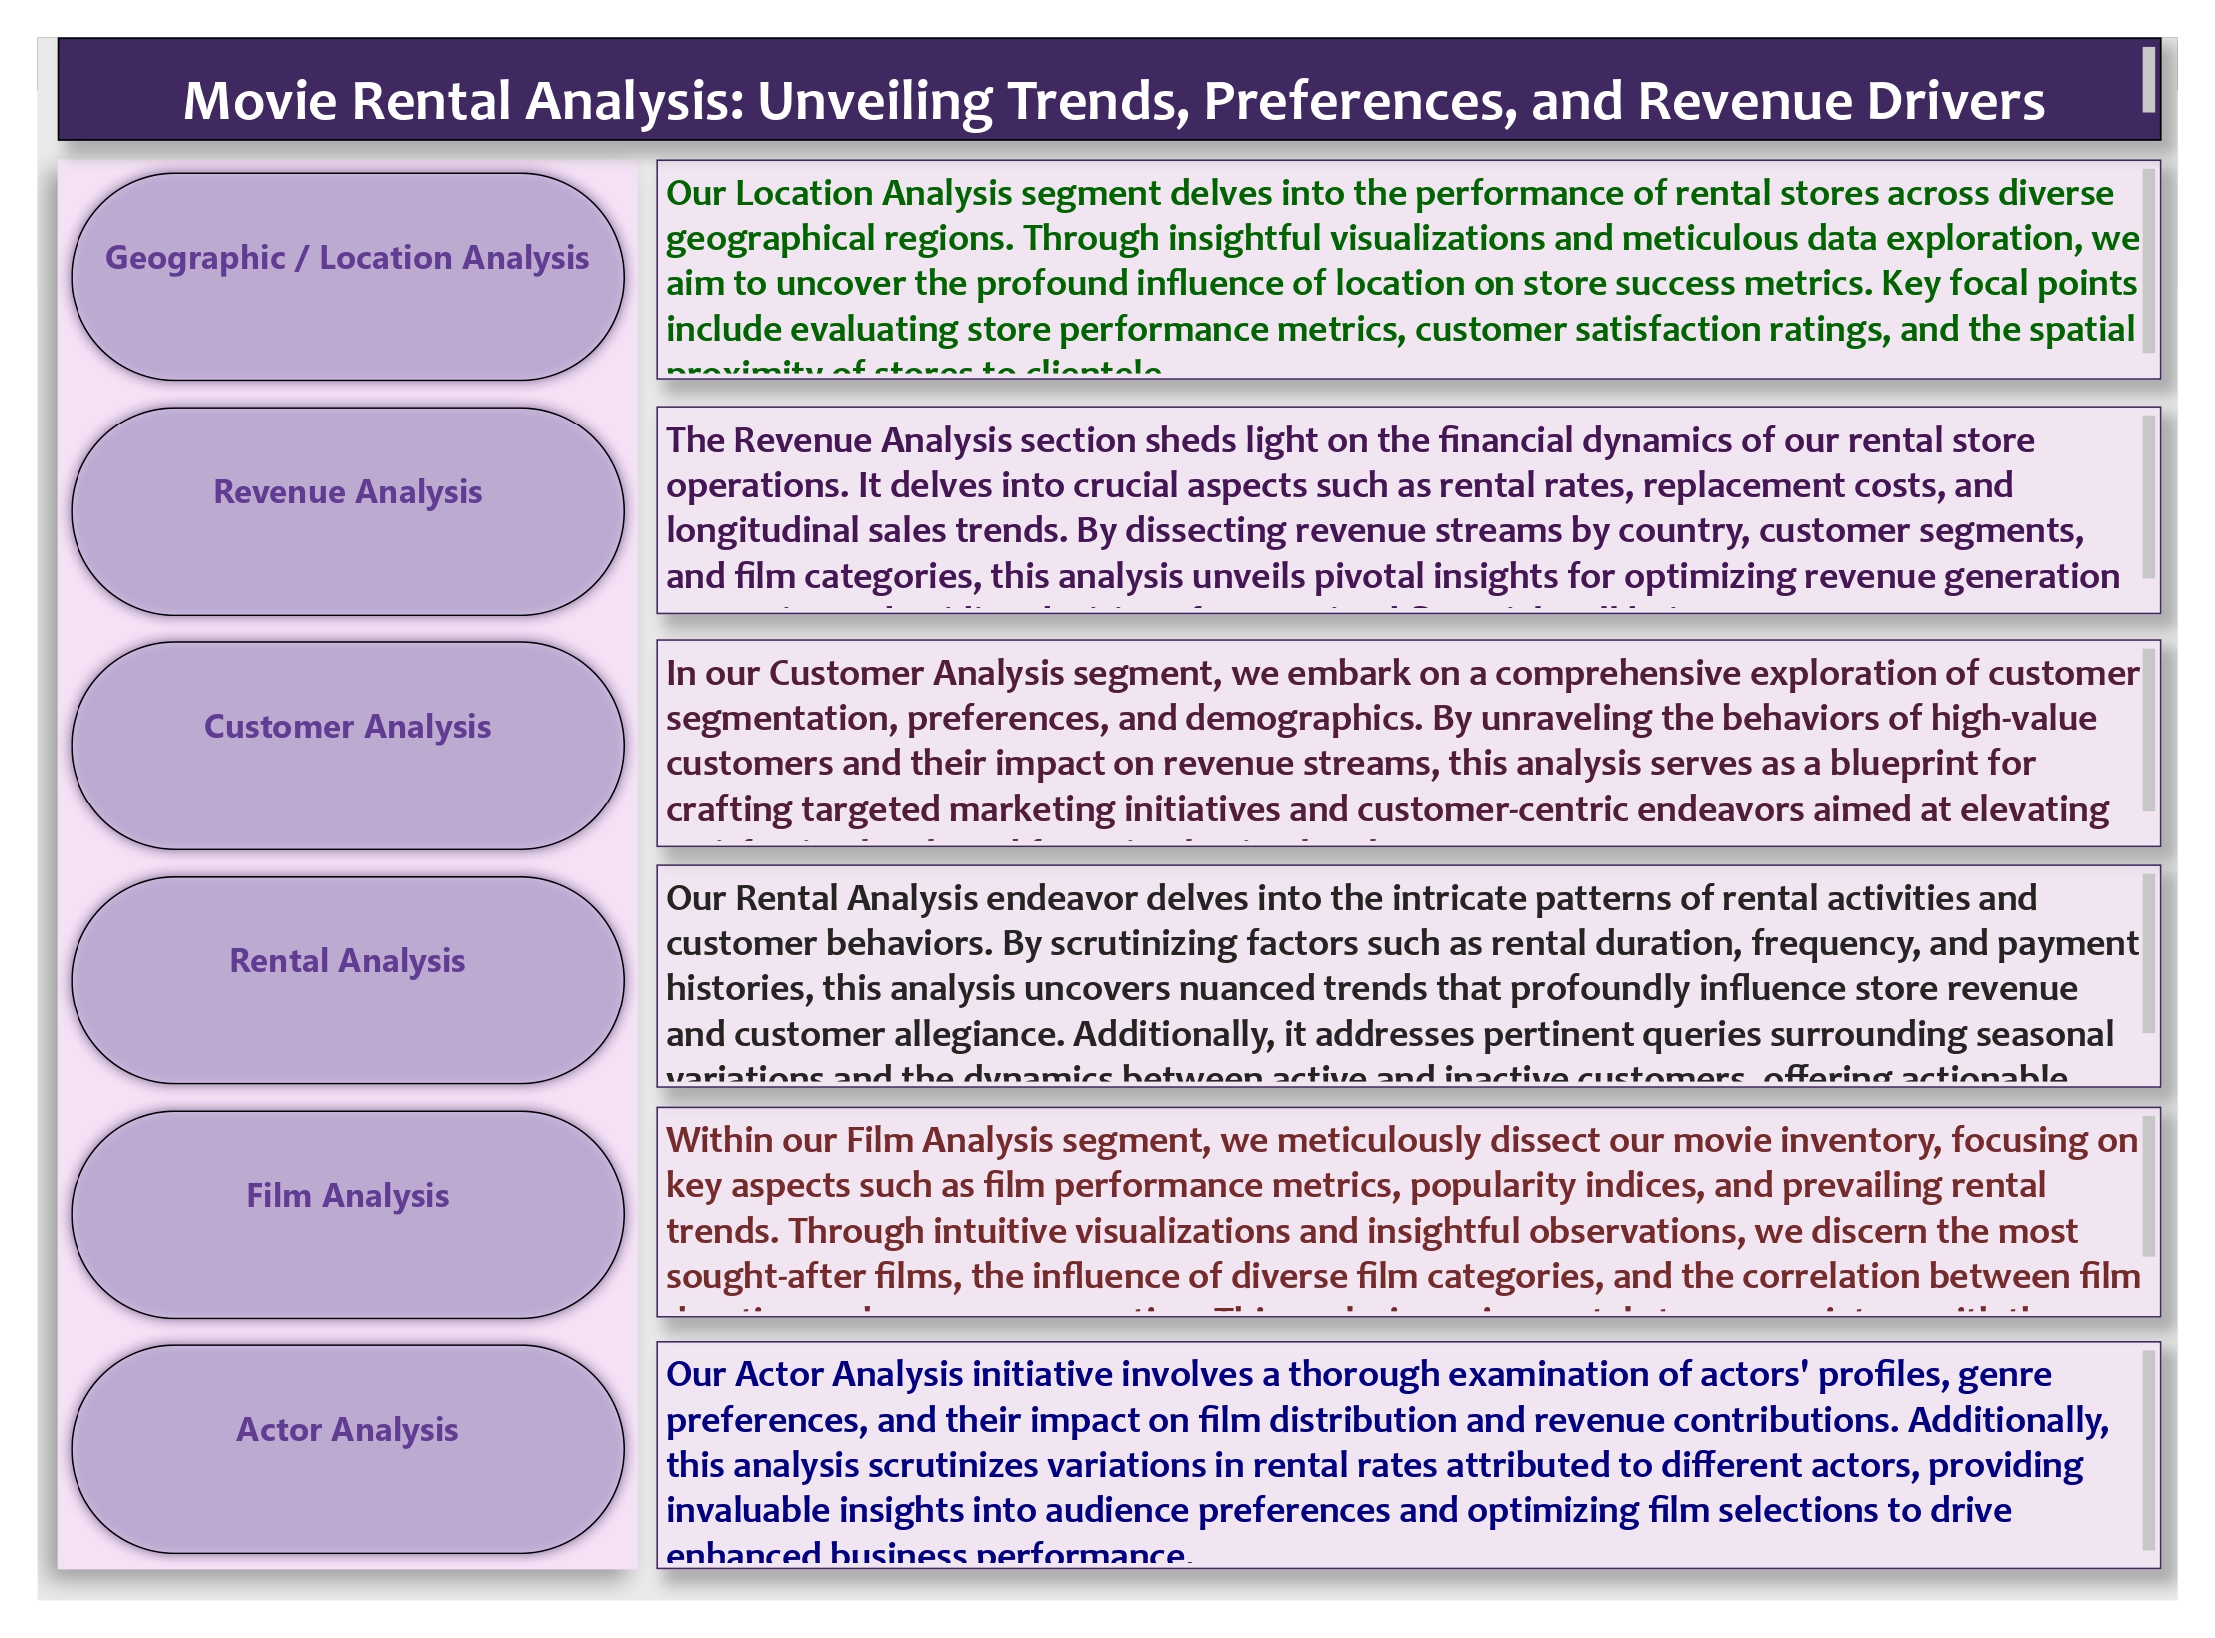 Movie Rental Analysis: Unveiling Trends, Preferences, and Revenue Drivers
Geographic / Location Analysis
Our Location Analysis segment delves into the performance of rental stores across diverse
geographical regions. Through insightful visualizations and meticulous data exploration, we
aim to uncover the profound influence of location on store success metrics. Key focal points
include evaluating store performance metrics, customer satisfaction ratings, and the spatial
proximity of stores to clientele.
Revenue Analysis
The Revenue Analysis section sheds light on the financial dynamics of our rental store
operations. It delves into crucial aspects such as rental rates, replacement costs, and
longitudinal sales trends. By dissecting revenue streams by country, customer segments,
and film categories, this analysis unveils pivotal insights for optimizing revenue generation
Customer Analysis
In our Customer Analysis segment, we embark on a comprehensive exploration of customer
segmentation, preferences, and demographics. By unraveling the behaviors of high-value
customers and their impact on revenue streams, this analysis serves as a blueprint for
crafting targeted marketing initiatives and customer-centric endeavors aimed at elevating
Rental Analysis
Our Rental Analysis endeavor delves into the intricate patterns of rental activities and
customer behaviors. By scrutinizing factors such as rental duration, frequency, and payment
histories, this analysis uncovers nuanced trends that profoundly influence store revenue
and customer allegiance. Additionally, it addresses pertinent queries surrounding seasonal
variations and the dynamics between active and inactive customers, offering actionable
Film Analysis
Within our Film Analysis segment, we meticulously dissect our movie inventory, focusing on
key aspects such as film performance metrics, popularity indices, and prevailing rental
trends. Through intuitive visualizations and insightful observations, we discern the most
sought-after films, the influence of diverse film categories, and the correlation between film
Actor Analysis
Our Actor Analysis initiative involves a thorough examination of actors' profiles, genre
preferences, and their impact on film distribution and revenue contributions. Additionally,
this analysis scrutinizes variations in rental rates attributed to different actors, providing
invaluable insights into audience preferences and optimizing film selections to drive
enhanced business performance.